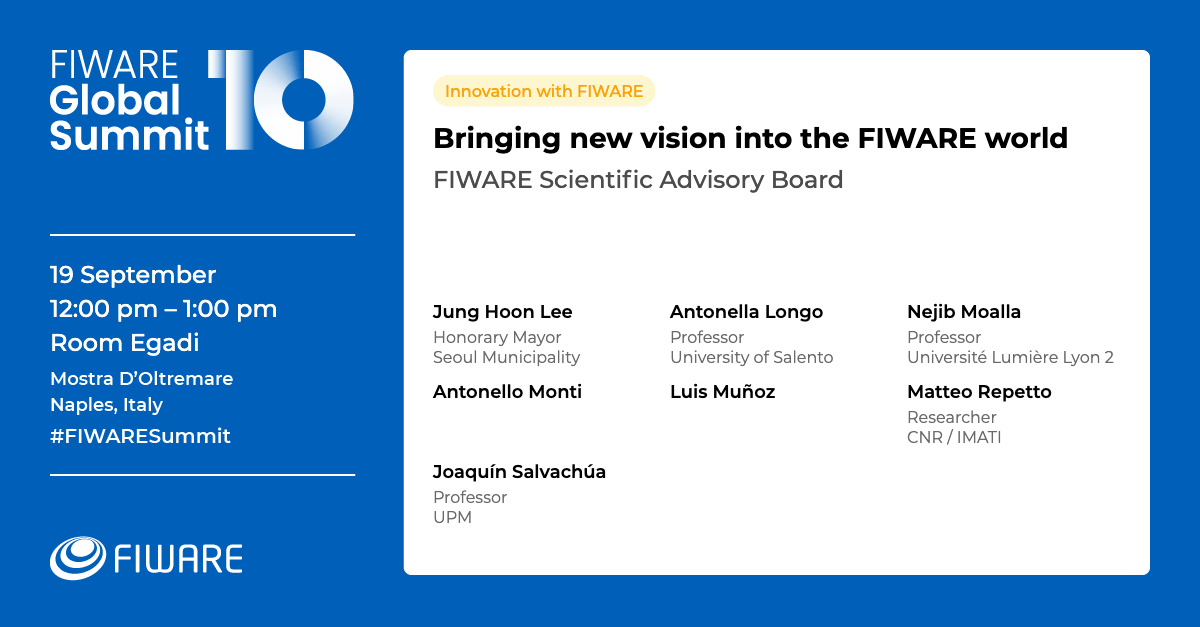 FIWARE
Global
Summit
10
19 September
12:00 pm – 1:00 pm
Room Egadi
Mostra D’Oltremare
Naples, Italy
#FIWARESummit
FIWARE
Innovation with FIWARE
Bringing new vision into the FIWARE world
FIWARE Scientific Advisory Board
Jung Hoon Lee
Honorary Mayor
Seoul Municipality
Antonella Longo
Professor
University of Salento
Nejib Moalla
Professor
Université Lumière Lyon 2
Antonello Monti
Luis Muñoz
Matteo Repetto
Researcher
CNR / IMATI
Joaquín Salvachúa
Professor
UPM